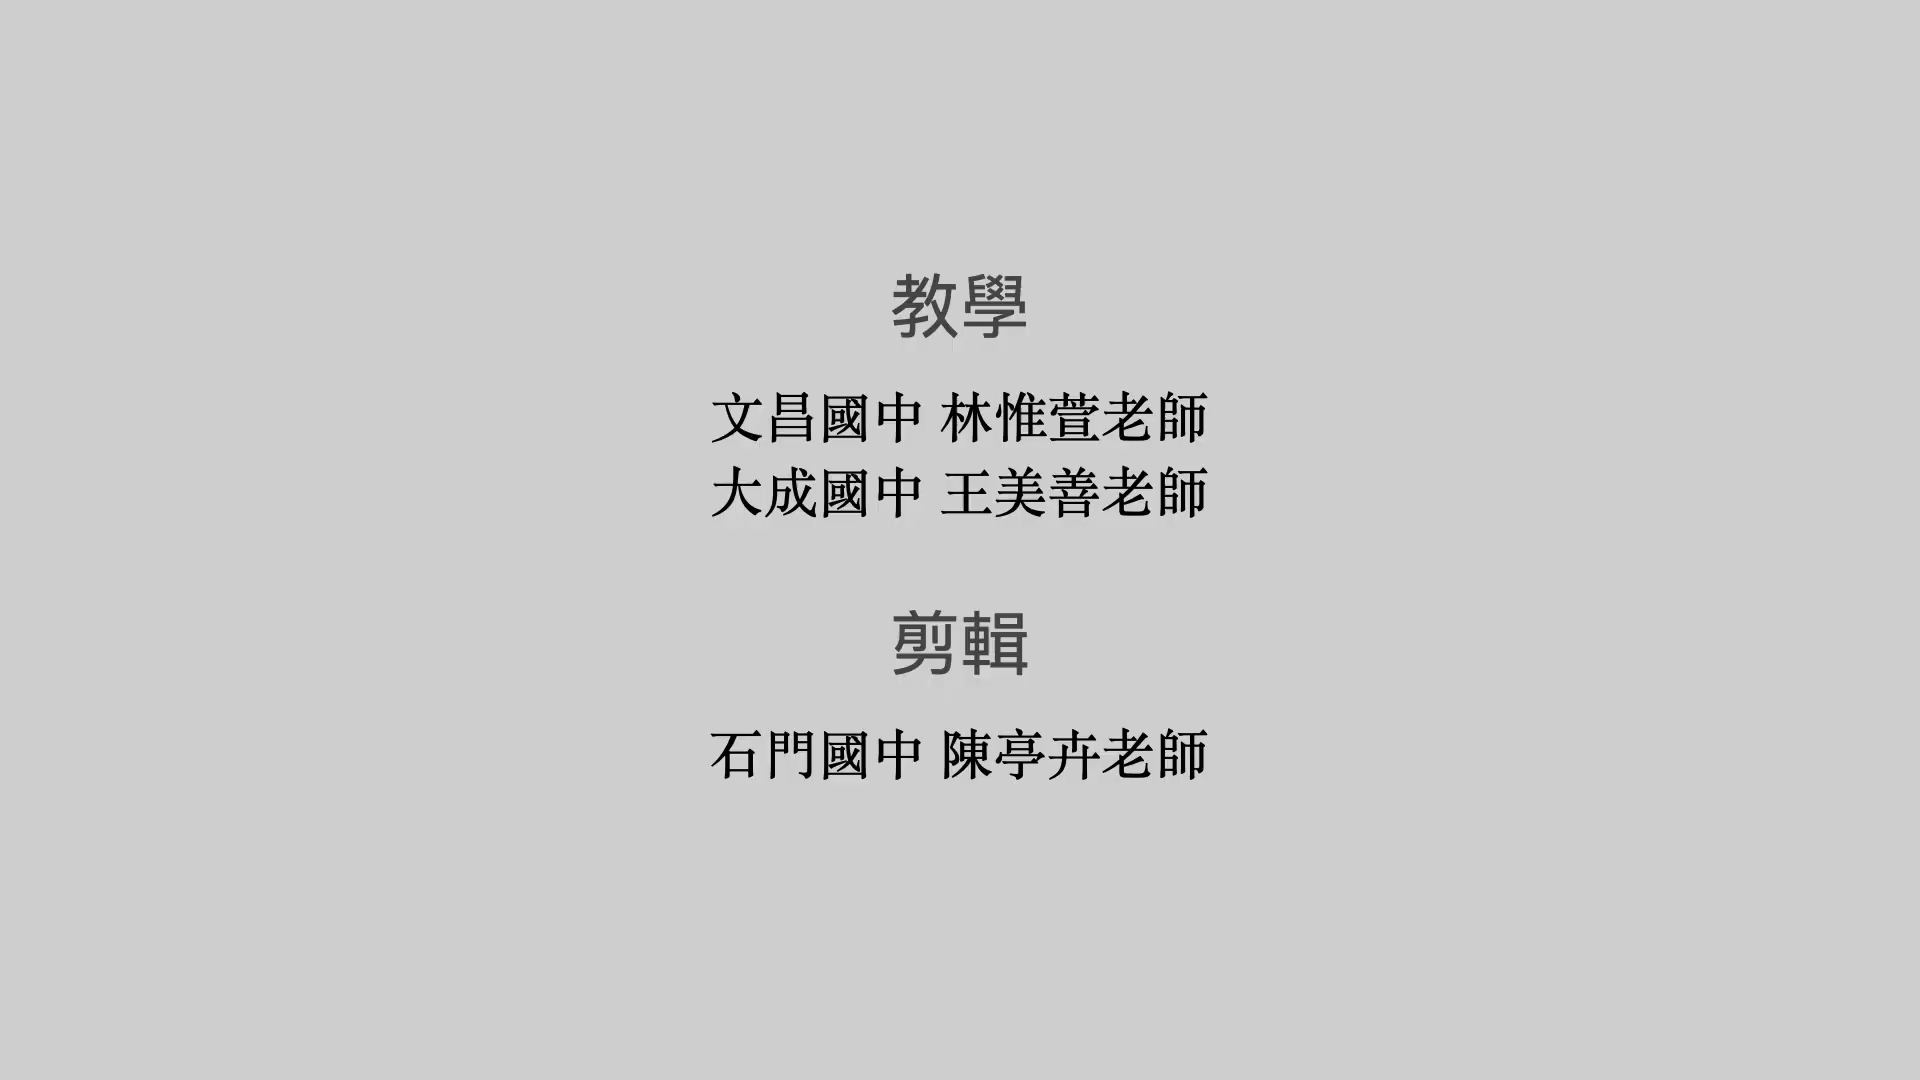 教學
文昌國中 林惟萱老師
大成國中 王美善老師
剪輯
石門國中 陳亭卉老師